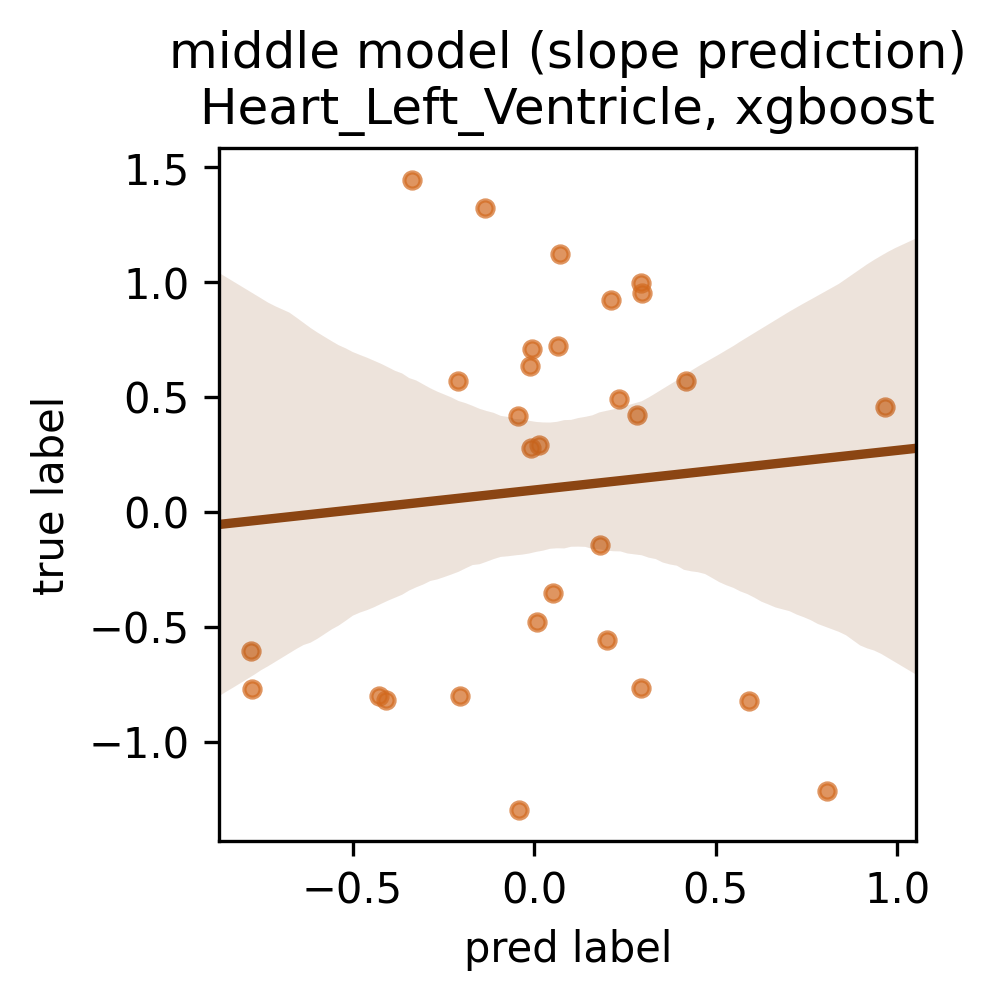 middle model (slope prediction)
Heart_Left_Ventricle, xgboost
1.5
1.0
0.5
0.0
−0.5
−1.0
true label
−0.5 0.0 0.5 1.0
pred label